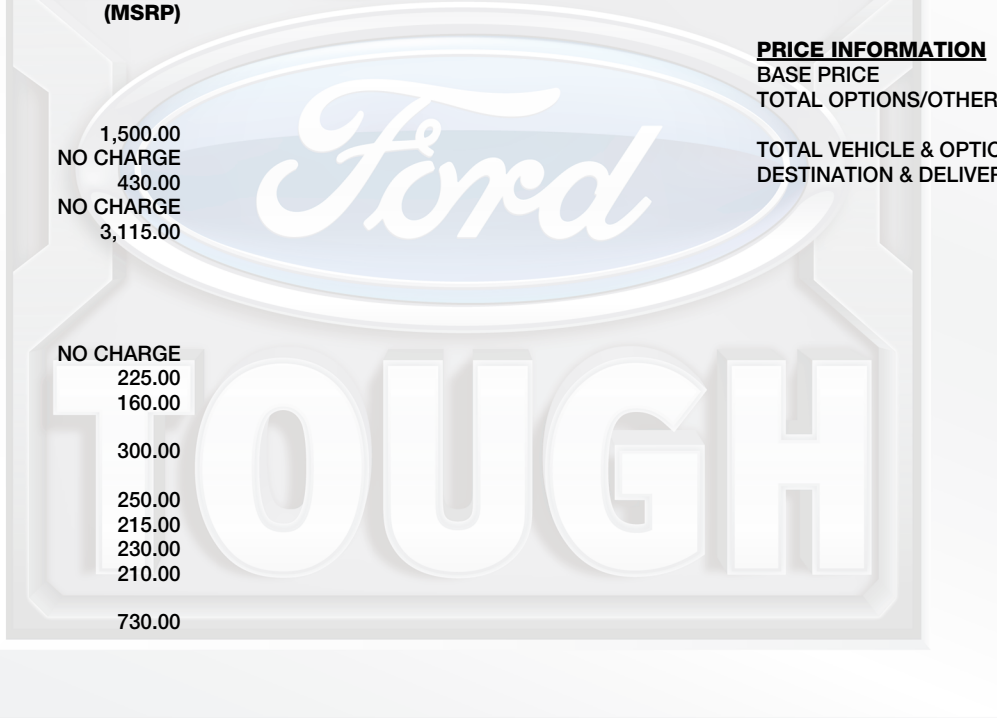 (MSRP)
1,500.00
NO CHARGE
430.00
NO CHARGE
3,115.00
NO CHARGE
225.00
160.00
300.00
250.00
215.00
230.00
210.00
730.00
PRICE INFORMATION
BASE PRICE
TOTAL OPTIONS/OTHER
TOTAL VEHICLE & OPTIO
DESTINATION & DELIVER
Ford
TOUGH